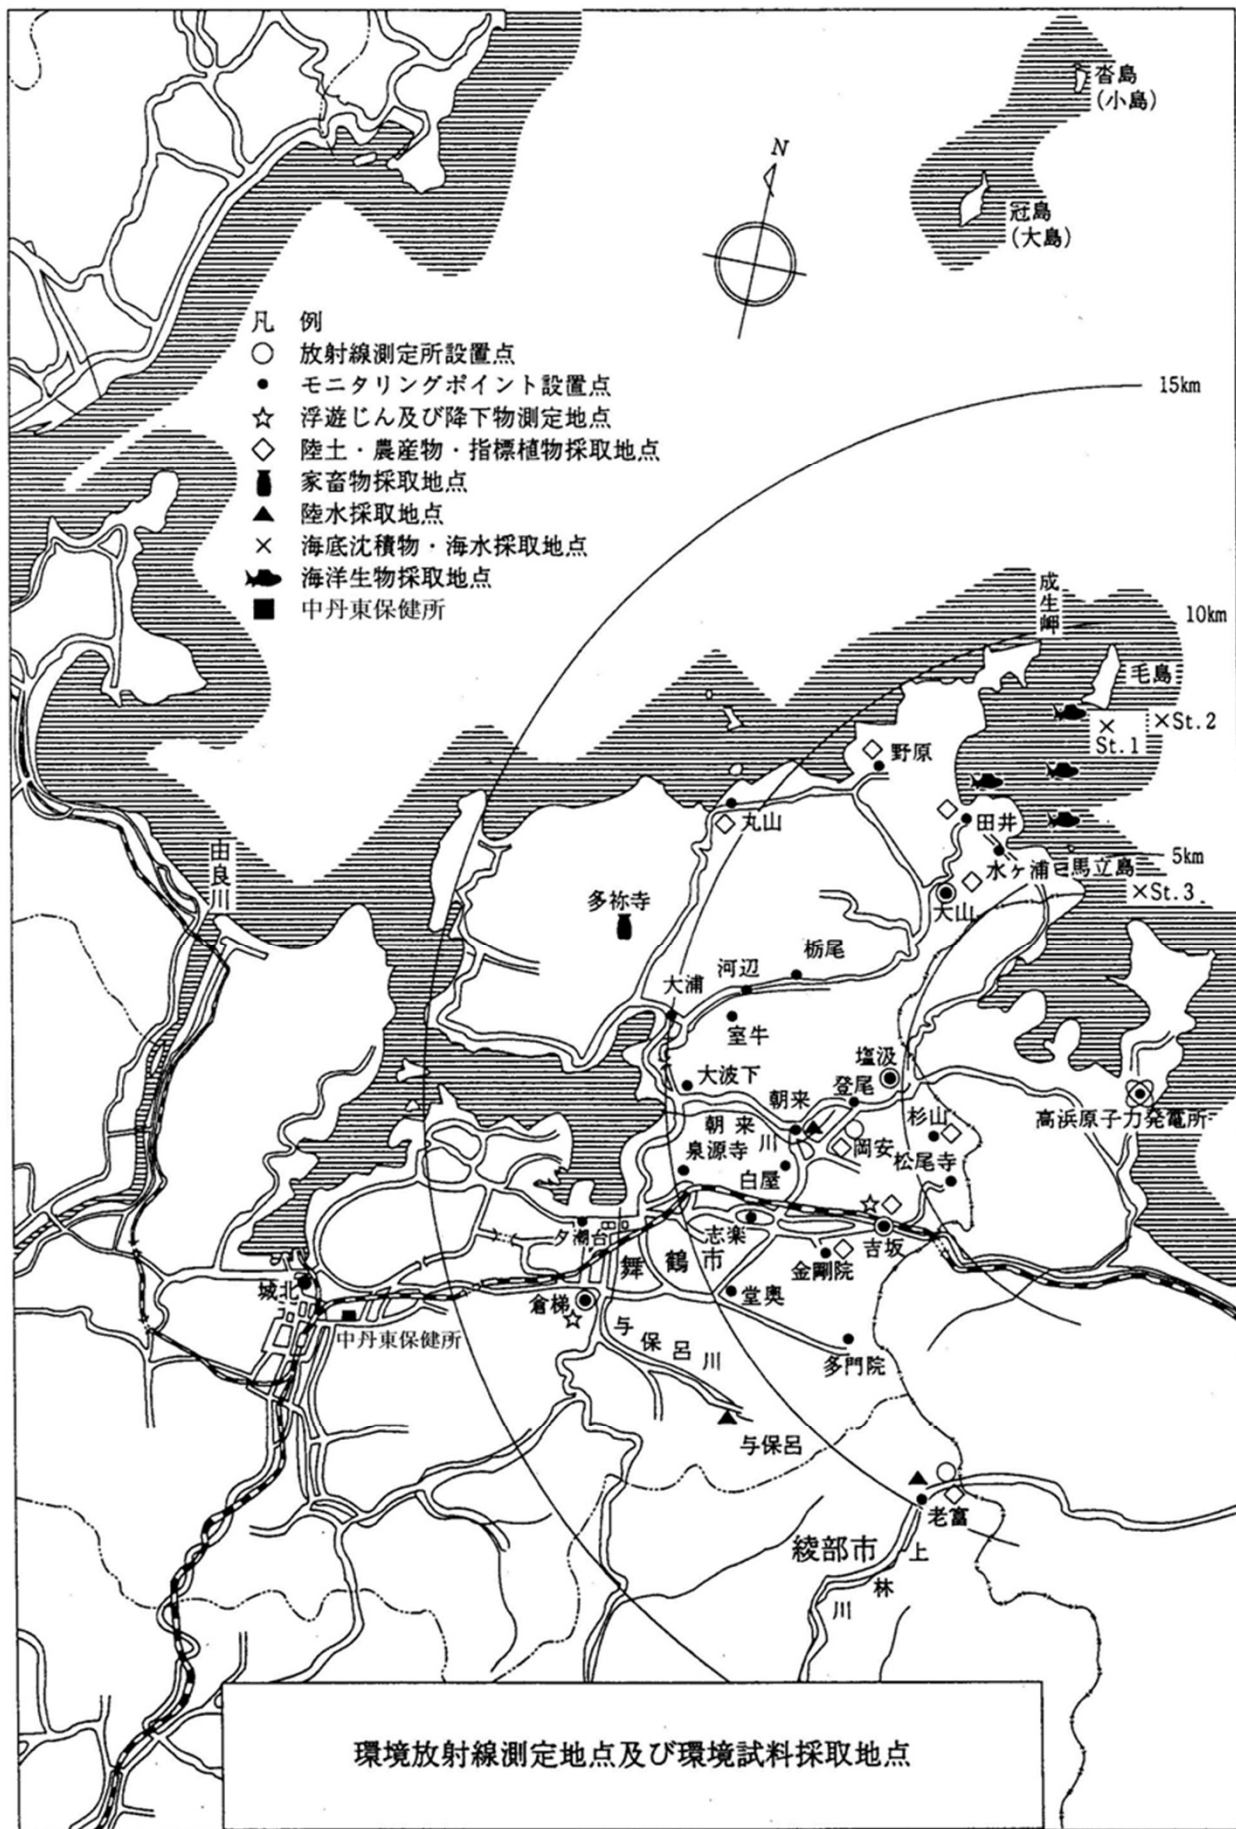 沓島
(小島)
N
冠島
(大島)
凡 例
放射線測定所設置点
15km
モニタリングポイント設置点
浮遊じん及び降下物測定地点
陸土・農産物・指標植物採取地点
家畜物採取地点
陸水採取地点
海底沈積物・海水採取地点
海洋生物採取地点
中丹東保健所
成生岬
10km
毛島
×St.2
St.1
野原
丸山
田井
5km
水ヶ浦
馬立島
×St.3
大山
由良川
多祢寺
栃尾
河辺
大浦
室牛
塩汲
大波下
登尾
朝来
杉山
高浜原子力発電所
朝来川
岡安
泉源寺
松尾寺
白屋
志楽
夕潮台
吉坂
舞鶴市
金剛院
城北
倉梯
堂奥
中丹東保健所
与保呂川
多門院
与保呂
老富
綾部市
上林川
環境放射線測定地点及び環境試料採取地点